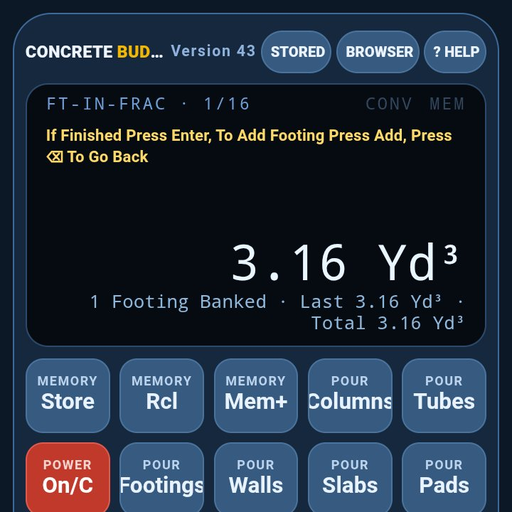 CONCRETE BUD... Version 43 STORED BROWSER ? HELP
FT-IN-FRAC · 1/16 CONV MEM
If Finished Press Enter, To Add Footing Press Add, Press
⌫ To Go Back
3.16 Yd³
1 Footing Banked · Last 3.16 Yd³ ·
Total 3.16 Yd³
MEMORY MEMORY MEMORY POUR POUR
Store Rcl Mem+ Columns Tubes
POWER POUR POUR POUR POUR
On/C Footings Walls Slabs Pads